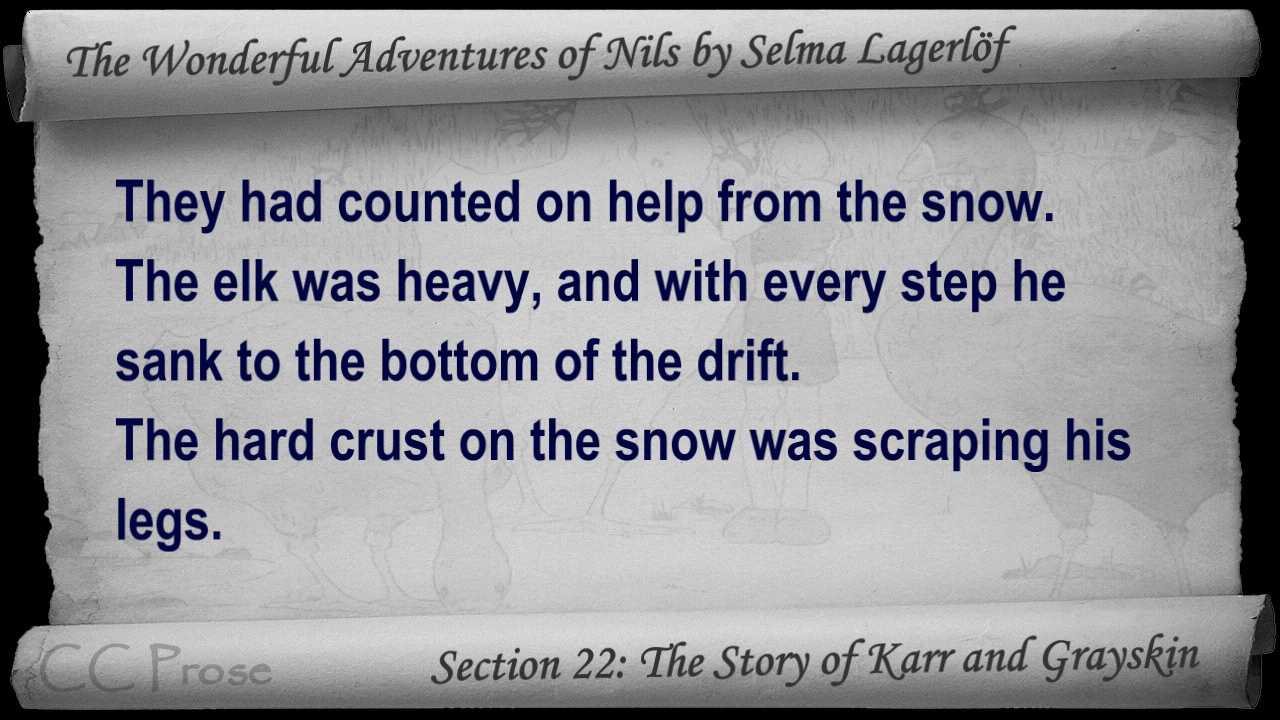 The Wonderful Adventures of Nils by Selma Lagerlöf
They had counted on help from the snow.
The elk was heavy, and with every step he
sank to the bottom of the drift.
The hard crust on the snow was scraping his
legs.
CC Prose
Section 22: The Story of Karr and Grayskin